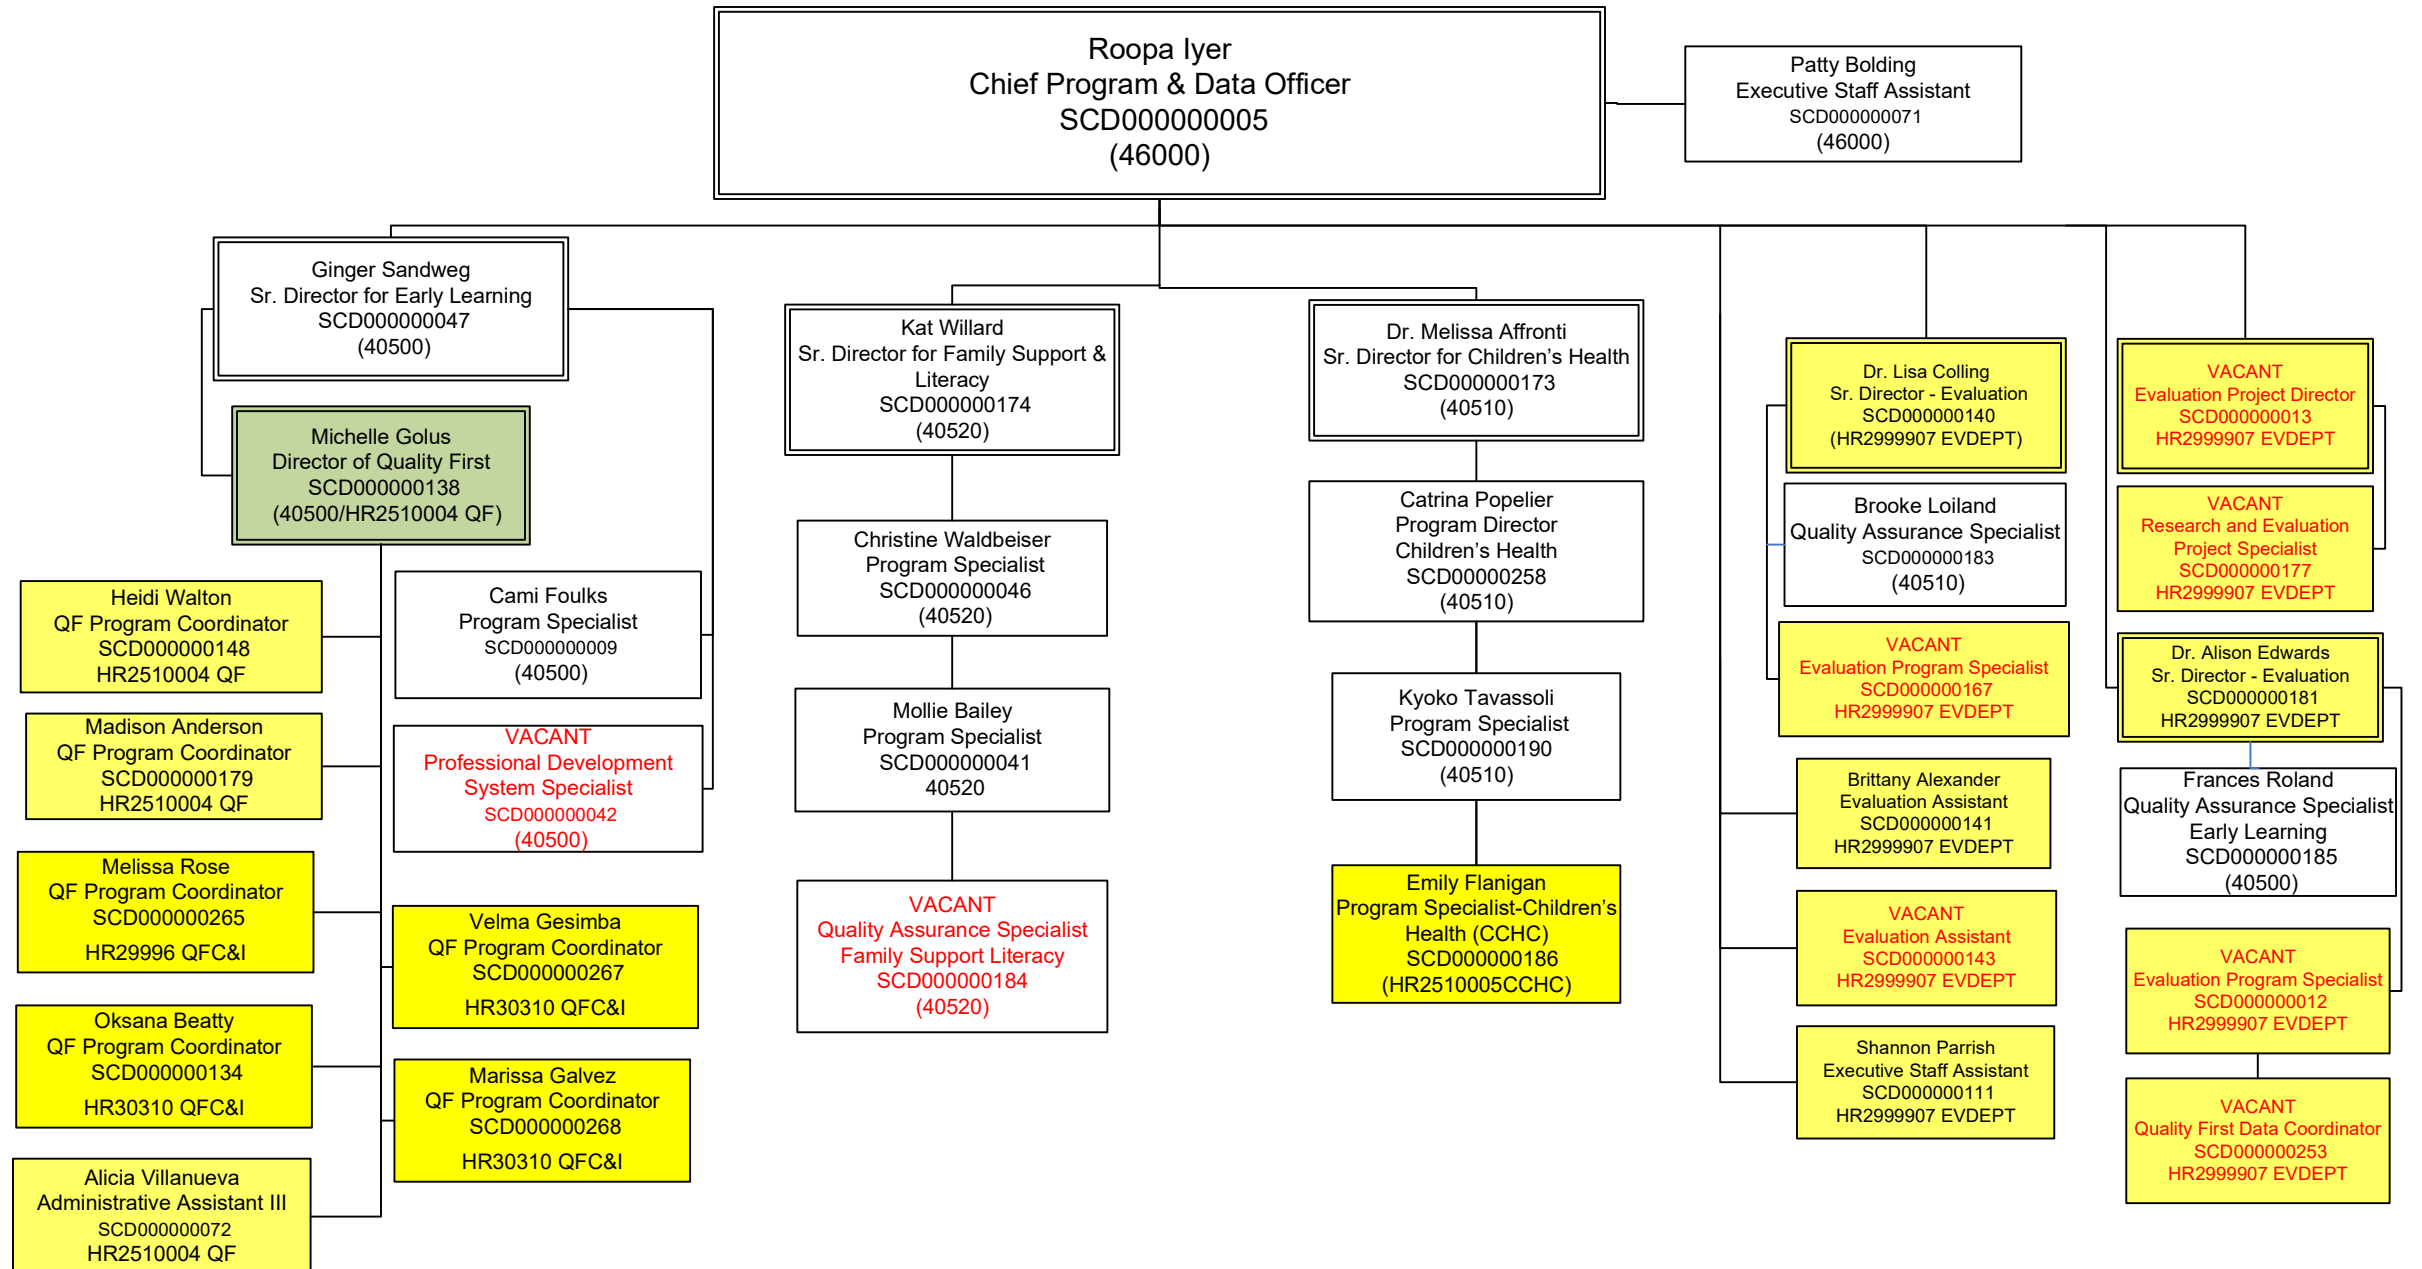 Roopa Iyer
Chief Program & Data Officer
SCD000000005
(46000)
Patty Bolding
Executive Staff Assistant
SCD000000071
(46000)
Ginger Sandweg
Sr. Director for Early Learning
SCD000000047
(40500)
Michelle Golus
Director of Quality First
SCD000000138
(40500/HR2510004 QF)
Heidi Walton
QF Program Coordinator
SCD000000148
HR2510004 QF
Madison Anderson
QF Program Coordinator
SCD000000179
HR2510004 QF
Melissa Rose
QF Program Coordinator
SCD000000265
HR29996 QFC&I
Oksana Beatty
QF Program Coordinator
SCD000000134
HR30310 QFC&I
Alicia Villanueva
Administrative Assistant III
SCD000000072
HR2510004 QF
Cami Foulks
Program Specialist
SCD000000009
(40500)
VACANT
Professional Development
System Specialist
SCD000000042
(40500)
Velma Gesimba
QF Program Coordinator
SCD000000267
HR30310 QFC&I
Marissa Galvez
QF Program Coordinator
SCD000000268
HR30310 QFC&I
Kat Willard
Sr. Director for Family Support &
Literacy
SCD000000174
(40520)
Christine Waldbeiser
Program Specialist
SCD000000046
(40520)
Mollie Bailey
Program Specialist
SCD000000041
40520
VACANT
Quality Assurance Specialist
Family Support Literacy
SCD000000184
(40520)
Dr. Melissa Affronti
Sr. Director for Children’s Health
SCD000000173
(40510)
Catrina Popelier
Program Director
Children’s Health
SCD00000258
(40510)
Kyoko Tavassoli
Program Specialist
SCD000000190
(40510)
Emily Flanigan
Program Specialist-Children’s
Health (CCHC)
SCD000000186
(HR2510005CCHC)
Dr. Lisa Colling
Sr. Director - Evaluation
SCD000000140
(HR2999907 EVDEPT)
Brooke Loiland
Quality Assurance Specialist
SCD000000183
(40510)
VACANT
Evaluation Program Specialist
SCD000000167
HR2999907 EVDEPT
Brittany Alexander
Evaluation Assistant
SCD000000141
HR2999907 EVDEPT
VACANT
Evaluation Assistant
SCD000000143
HR2999907 EVDEPT
Shannon Parrish
Executive Staff Assistant
SCD000000111
HR2999907 EVDEPT
VACANT
Evaluation Project Director
SCD000000013
HR2999907 EVDEPT
VACANT
Research and Evaluation
Project Specialist
SCD000000177
HR2999907 EVDEPT
Dr. Alison Edwards
Sr. Director - Evaluation
SCD000000181
HR2999907 EVDEPT
Frances Roland
Quality Assurance Specialist
Early Learning
SCD000000185
(40500)
VACANT
Evaluation Program Specialist
SCD000000012
HR2999907 EVDEPT
VACANT
Quality First Data Coordinator
SCD000000253
HR2999907 EVDEPT